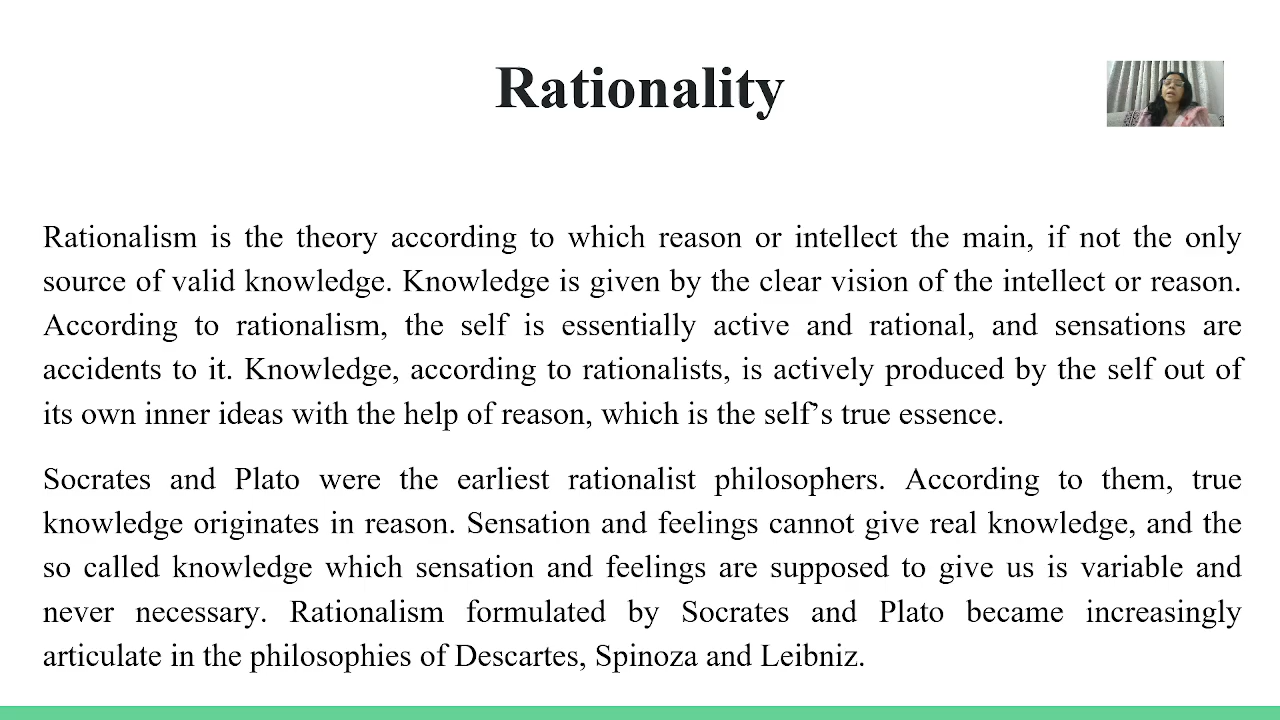 Rationality
Rationalism is the theory according to which reason or intellect the main, if not the only
source of valid knowledge. Knowledge is given by the clear vision of the intellect or reason.
According to rationalism, the self is essentially active and rational, and sensations are
accidents to it. Knowledge, according to rationalists, is actively produced by the self out of
its own inner ideas with the help of reason, which is the self’s true essence.
Socrates and Plato were the earliest rationalist philosophers. According to them, true
knowledge originates in reason. Sensation and feelings cannot give real knowledge, and the
so called knowledge which sensation and feelings are supposed to give us is variable and
never necessary. Rationalism formulated by Socrates and Plato became increasingly
articulate in the philosophies of Descartes, Spinoza and Leibniz.